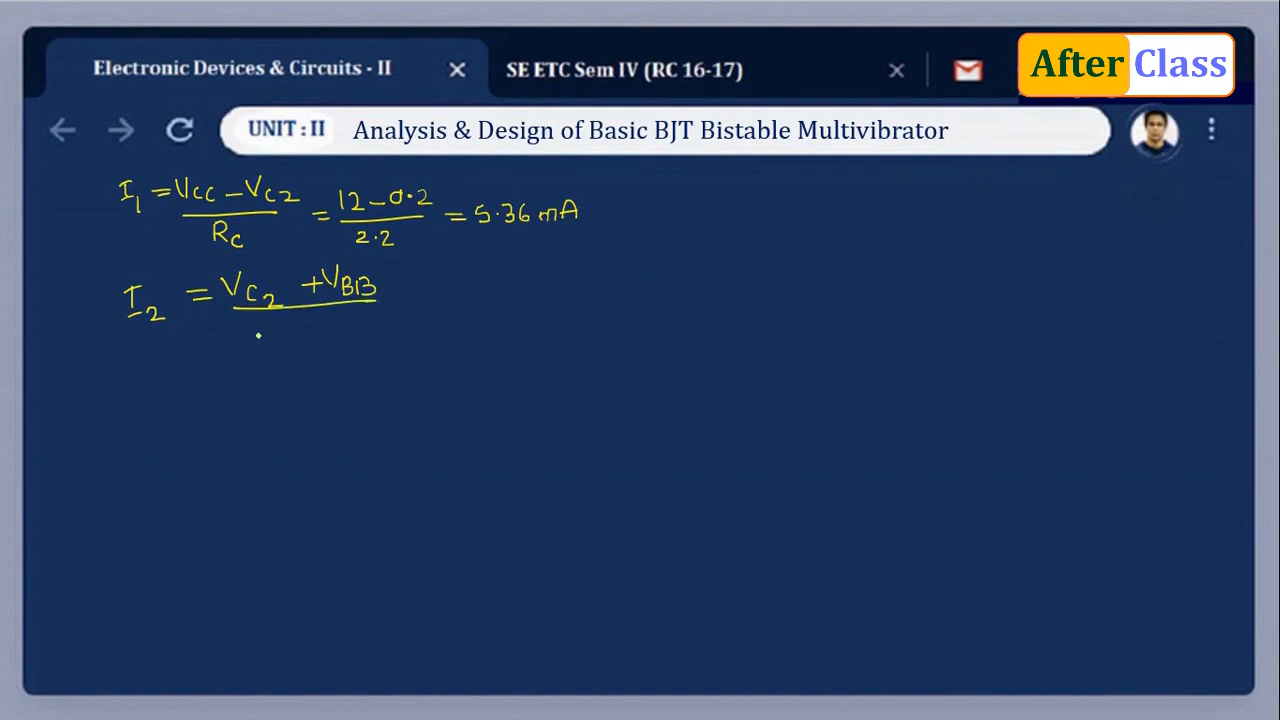 Electronic Devices & Circuits - II
SE ETC Sem IV (RC 16-17)
After Class
UNIT : II Analysis & Design of Basic BJT Bistable Multivibrator
I1 = VCC - VC2 / RC = 12 - 0.2 / 2.2 = 5.36 mA
I2 = VC2 + VBB